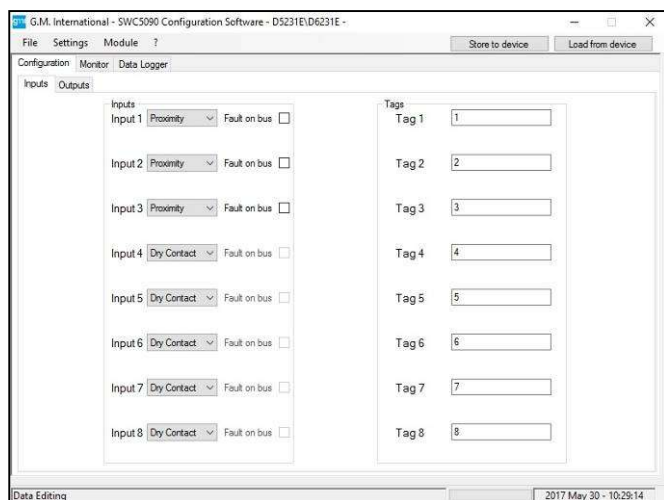 G.M. International - SWC5090 Configuration Software - D5231E\D6231E -
File Settings Module ? Store to device Load from device
Configuration Monitor Data Logger
Inputs Outputs
Inputs Tags
Input 1 Proximity Fault on bus Tag 1 1
Input 2 Proximity Fault on bus Tag 2 2
Input 3 Proximity Fault on bus Tag 3 3
Input 4 Dry Contact Fault on bus Tag 4 4
Input 5 Dry Contact Fault on bus Tag 5 5
Input 6 Dry Contact Fault on bus Tag 6 6
Input 7 Dry Contact Fault on bus Tag 7 7
Input 8 Dry Contact Fault on bus Tag 8 8
Data Editing 2017 May 30 - 10:29:14